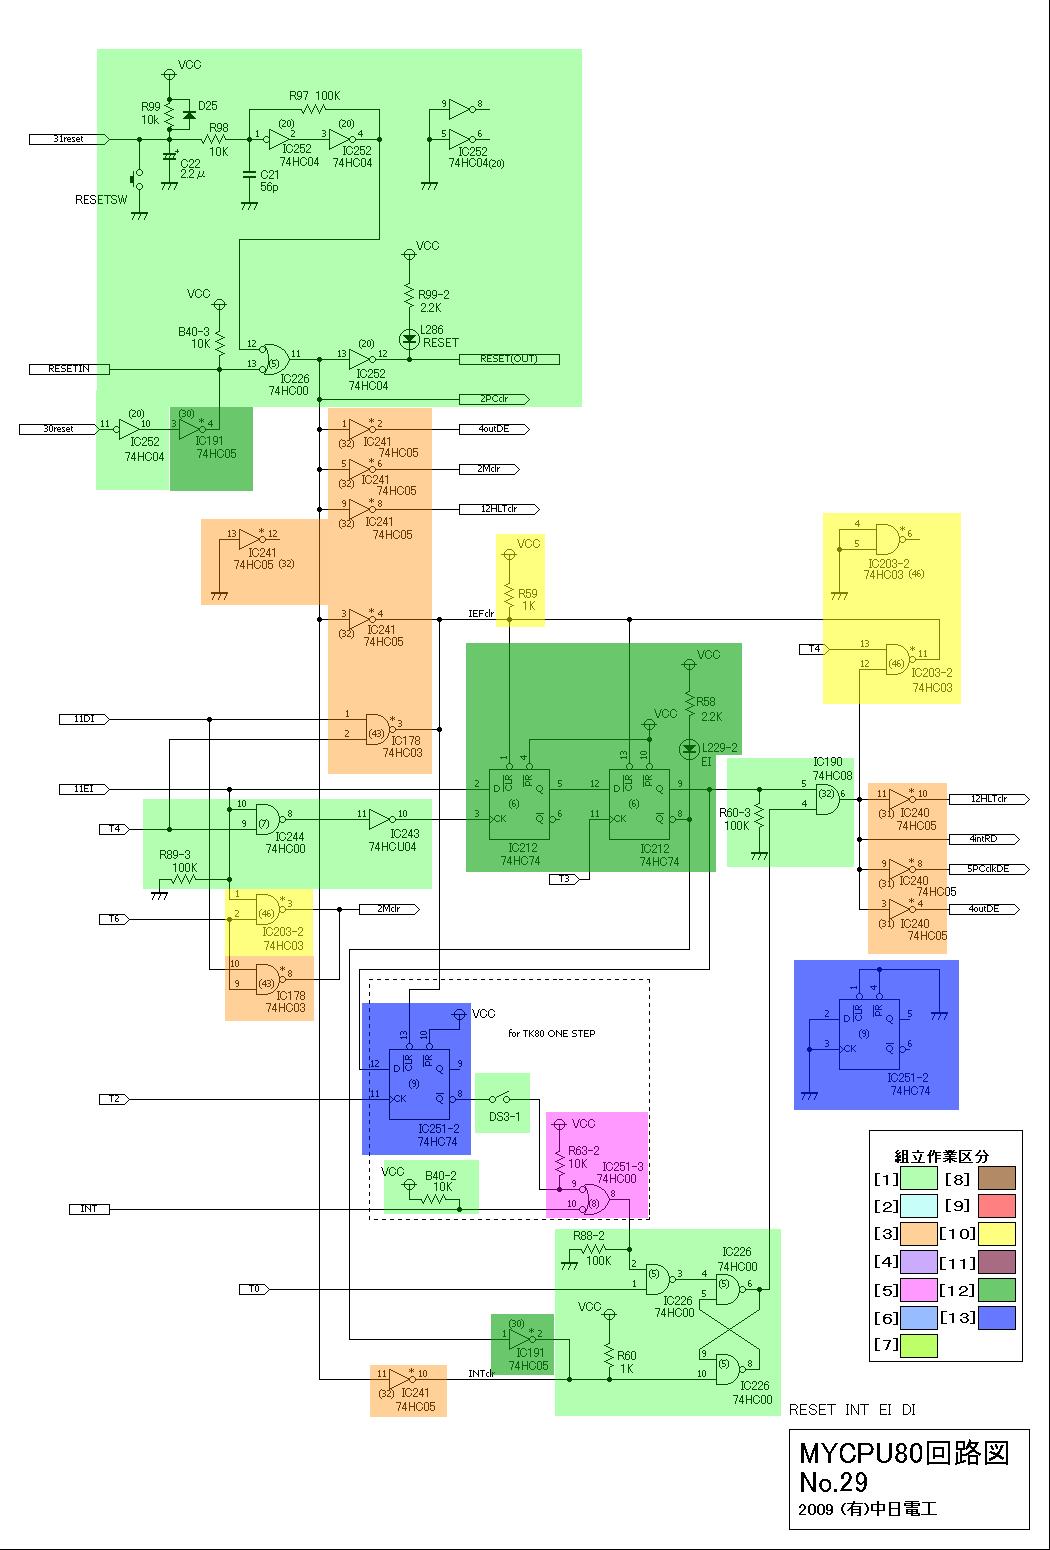 VCC
R99
10k
D25
31reset
R98
10K
C22
2.2μ
RESETSW
R97 100K
1 (20) 2
IC252
74HC04
3 (20) 4
IC252
74HC04
C21
56p
9 8
5 6
IC252
74HC04(20)
VCC
R99-2
2.2K
L286
RESET
VCC
B40-3
10K
RESETIN
12
13
(5)
11
IC226
74HC00
13 (20) 12
IC252
74HC04
RESET(OUT)
2PCclr
30reset
11 (20) 10
IC252
74HC04
3 (30) * 4
IC191
74HC05
1 * 2
(32)
IC241
74HC05
4outDE
5 * 6
(32)
IC241
74HC05
2Mclr
9 * 8
(32)
IC241
74HC05
12HLTclr
13 * 12
IC241
74HC05 (32)
VCC
R59
1K
4
5
* 6
IC203-2
74HC03 (46)
3 * 4
(32)
IC241
74HC05
IEFclr
T4
13
12
(46)
* 11
IC203-2
74HC03
11DI
1
2
(43)
* 3
IC178
74HC03
VCC
R58
2.2K
VCC
L229-2
EI
11EI
2
D
CLR
PR
Q
5
1
4
(6)
3
CK
Q
6
IC212
74HC74
12
D
CLR
PR
Q
9
13
10
(6)
11
CK
Q
8
IC212
74HC74
T3
T4
10
9
(7)
8
IC244
74HC00
11 10
IC243
74HCU04
R89-3
100K
R60-3
100K
IC190
74HC08
5
4
(32)
6
11 * 10
(31)
IC240
74HC05
12HLTclr
4intRD
9 * 8
(31)
IC240
74HC05
5PCclkDE
3 * 4
(31)
IC240
74HC05
4outDE
T6
1
2
(46)
* 3
IC203-2
74HC03
2Mclr
10
9
(43)
* 8
IC178
74HC03
VCC
for TK80 ONE STEP
13
10
12
D
CLR
PR
Q
9
(9)
T2
11
CK
Q
8
IC251-2
74HC74
DS3-1
1
4
2
D
CLR
PR
Q
5
(9)
3
CK
Q
6
IC251-2
74HC74
VCC
R63-2
10K
IC251-3
74HC00
9
10
(8)
8
VCC
B40-2
10K
INT
R88-2
100K
T0
2
1
(5)
3
IC226
74HC00
4
5
(5)
6
IC226
74HC00
VCC
R60
1K
1 (30) * 2
IC191
74HC05
9
10
(5)
8
IC226
74HC00
11 * 10
(32)
IC241
74HC05
INTclr
組立作業区分
[1] [8]
[2] [9]
[3] [10]
[4] [11]
[5] [12]
[6] [13]
[7]
RESET INT EI DI
MYCPU80回路図
No.29
2009 (有)中日電工